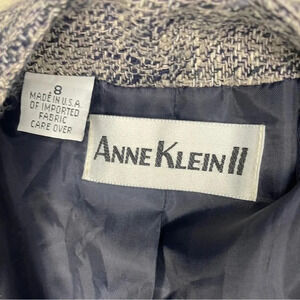 8
MADE IN U.S.A.
OF IMPORTED
FABRIC
CARE OVER
ANNE KLEIN II